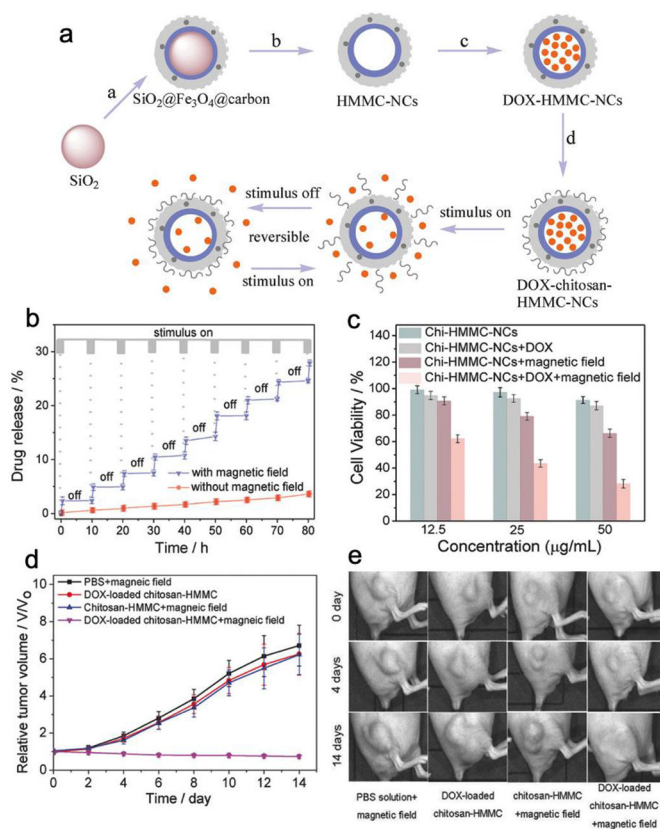 a
b
c
SiO2@Fe3O4@carbon
HMMC-NCs
DOX-HMMC-NCs
a
d
SiO2
stimulus off
reversible
stimulus on
stimulus on
DOX-chitosan-
HMMC-NCs
b
stimulus on
30
20
10
0
Drug release / %
off
off
off
off
off
off
off
off
with magnetic field
without magnetic field
0 10 20 30 40 50 60 70 80
Time / h
c
Chi-HMMC-NCs
Chi-HMMC-NCs+DOX
Chi-HMMC-NCs+magnetic field
Chi-HMMC-NCs+DOX+magnetic field
160
140
120
100
80
60
40
20
0
Cell Viability / %
12.5 25 50
Concentration (μg/mL)
d
PBS+magneic field
DOX-loaded chitosan-HMMC
Chitosan-HMMC+magnetic field
DOX-loaded chitosan-HMMC+magnetic field
10
8
6
4
2
0
Relative tumor volume / V/Vo
0 2 4 6 8 10 12 14
Time / day
e
0 day
4 days
14 days
PBS solution+
magnetic field
DOX-loaded
chitosan-HMMC
chitosan-HMMC
+magnetic field
DOX-loaded
chitosan-HMMC
+magnetic field